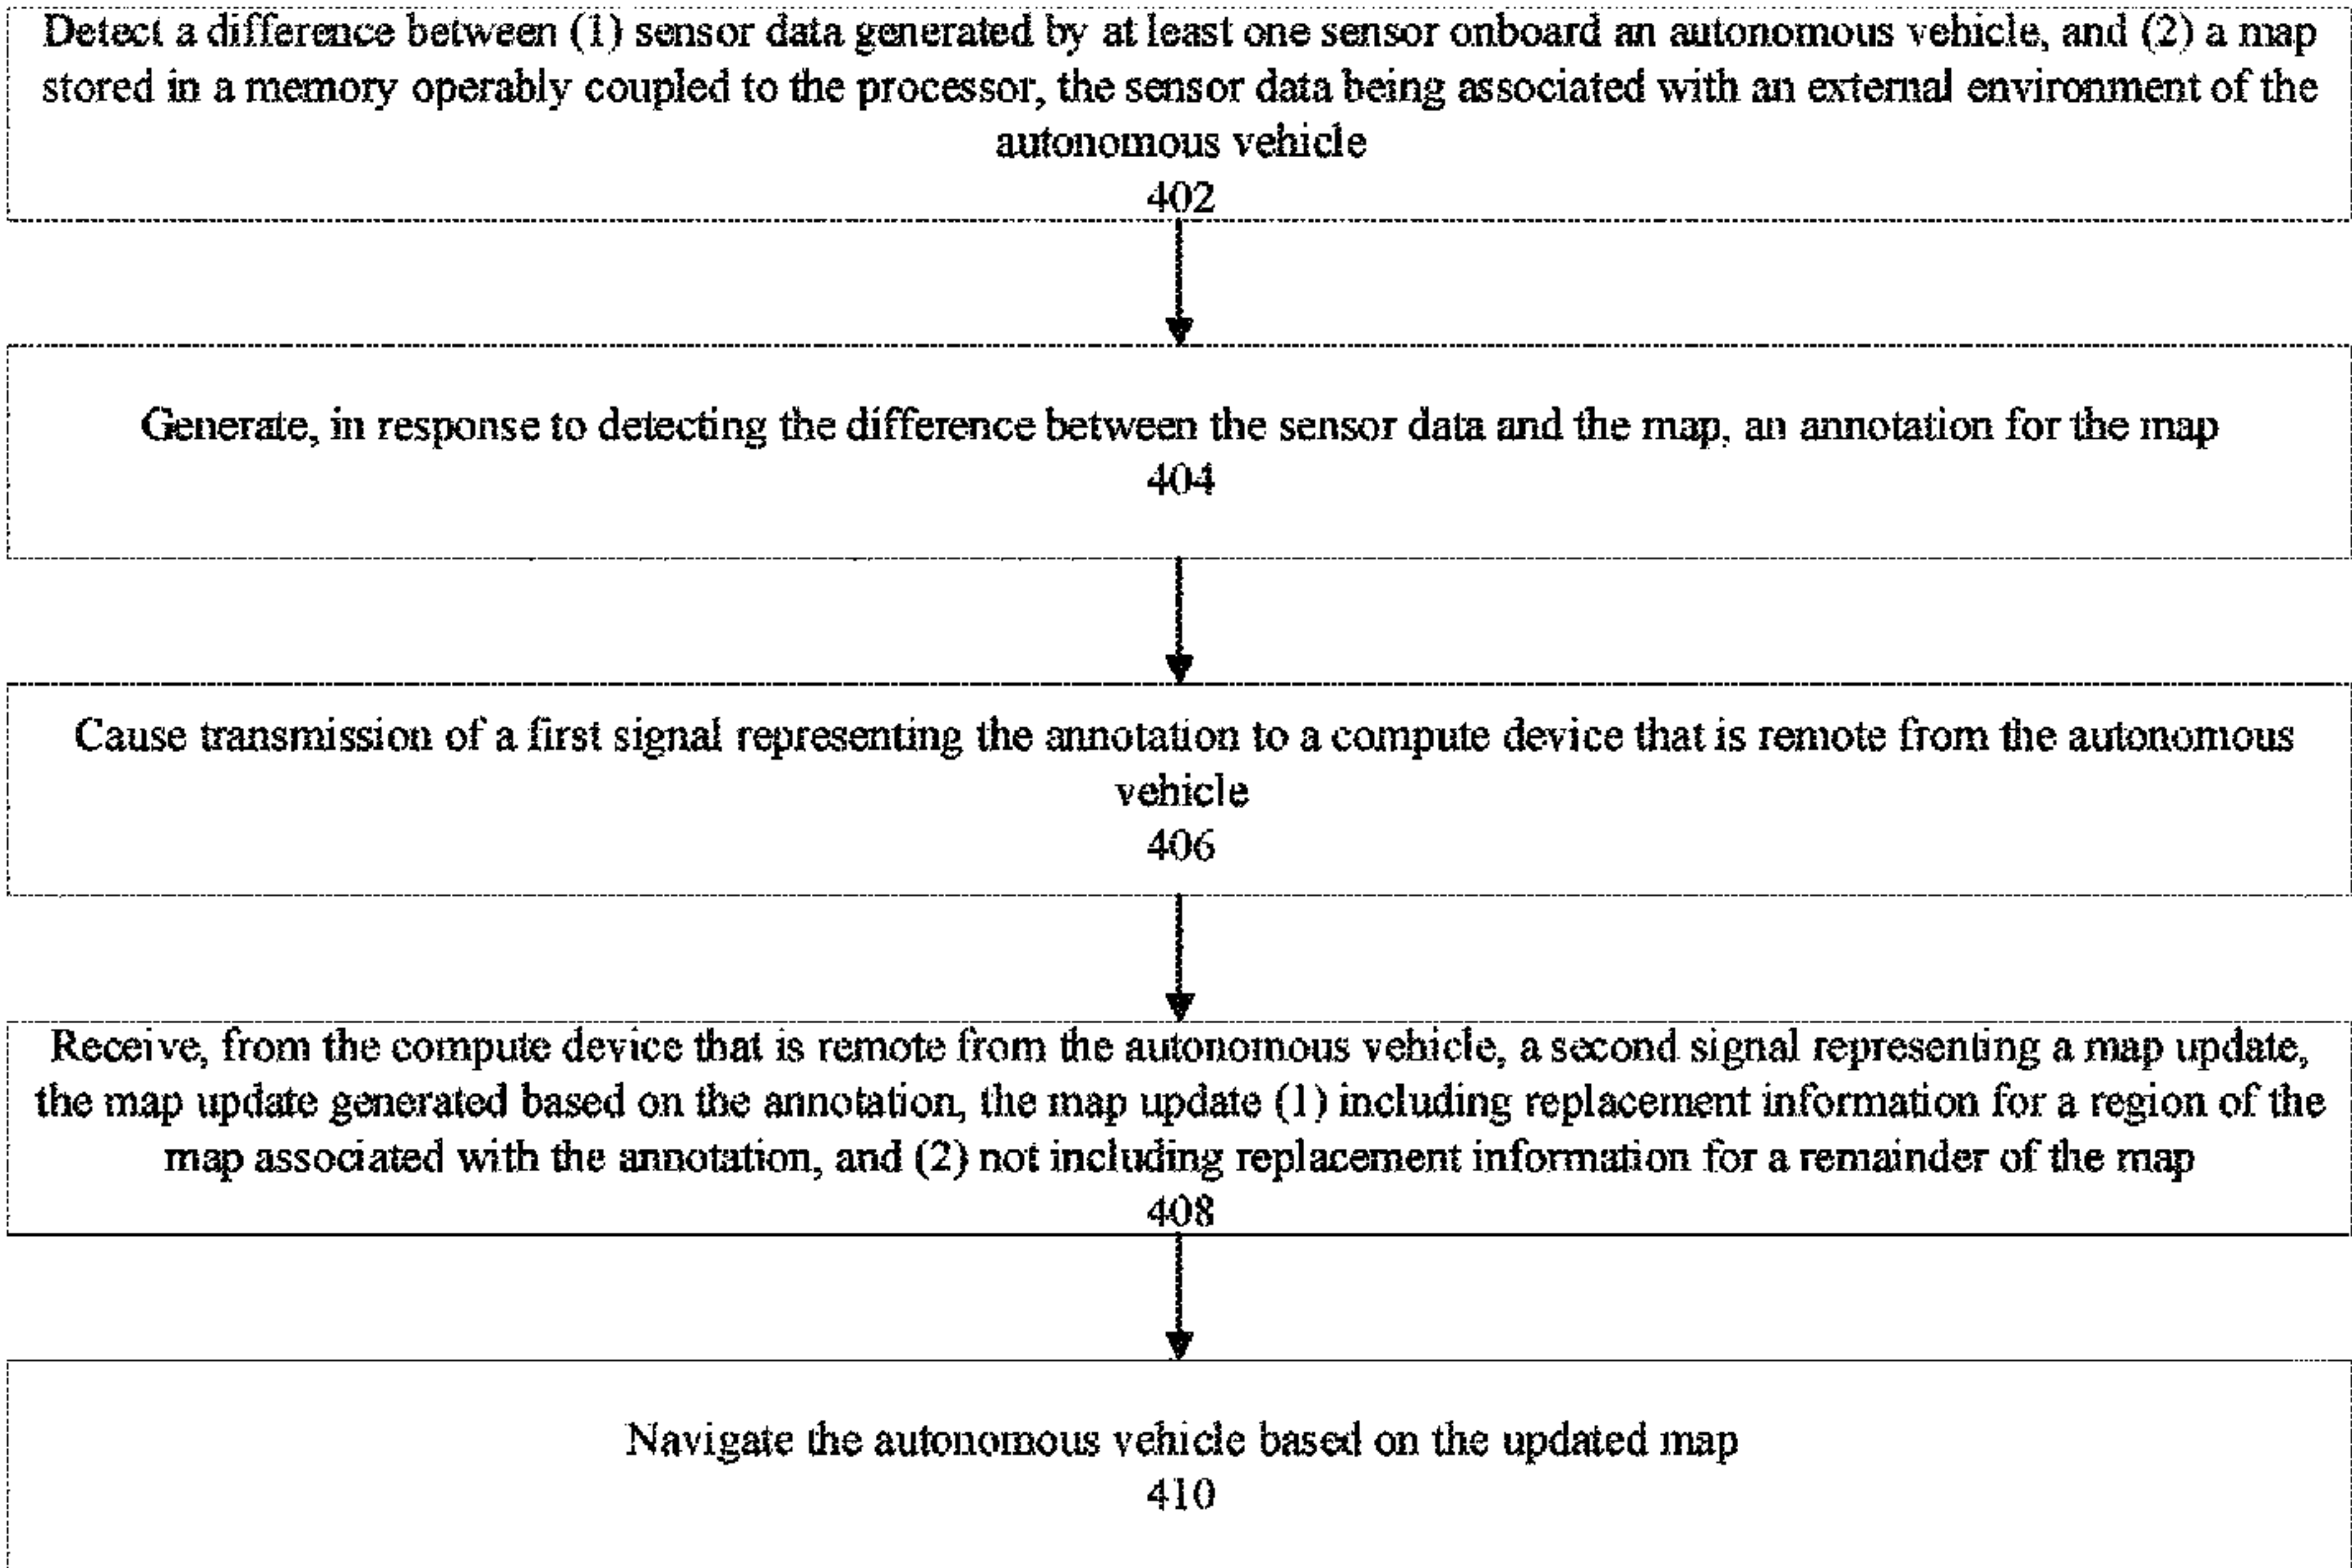 Detect a difference between (1) sensor data generated by at least one sensor onboard an autonomous vehicle, and (2) a map
stored in a memory operably coupled to the processor, the sensor data being associated with an external environment of the
autonomous vehicle
402
Generate, in response to detecting the difference between the sensor data and the map, an annotation for the map
404
Cause transmission of a first signal representing the annotation to a compute device that is remote from the autonomous
vehicle
406
Receive, from the compute device that is remote from the autonomous vehicle, a second signal representing a map update,
the map update generated based on the annotation, the map update (1) including replacement information for a region of the
map associated with the annotation, and (2) not including replacement information for a remainder of the map
408
Navigate the autonomous vehicle based on the updated map
410